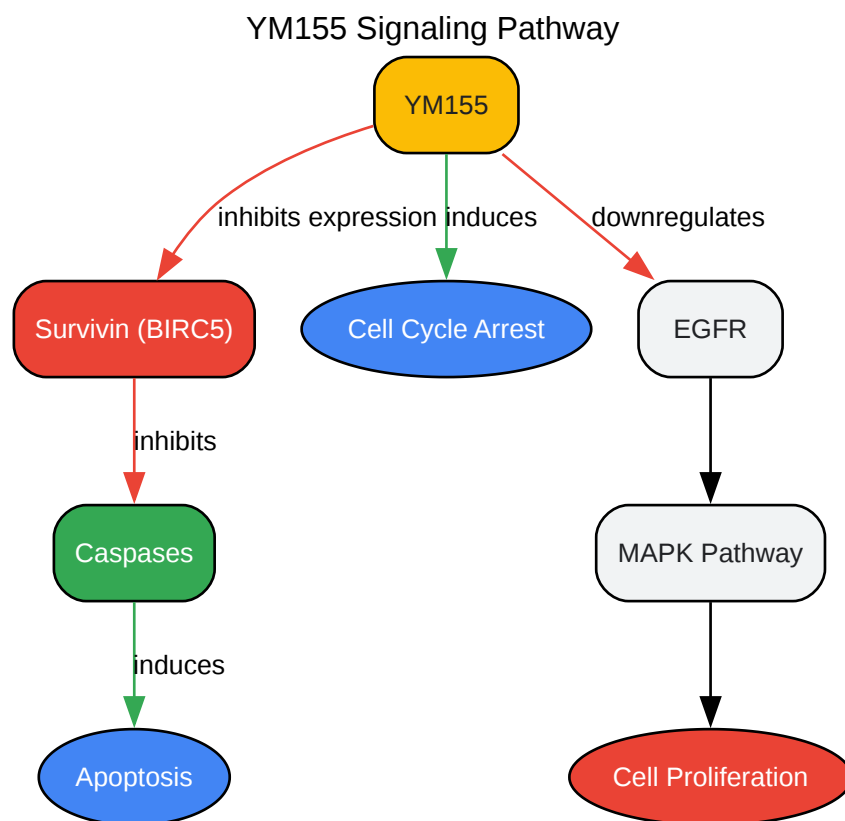 YM155 Signaling Pathway
YM155
inhibits expression
induces
downregulates
Survivin (BIRC5)
Cell Cycle Arrest
EGFR
inhibits
Caspases
MAPK Pathway
induces
Apoptosis
Cell Proliferation